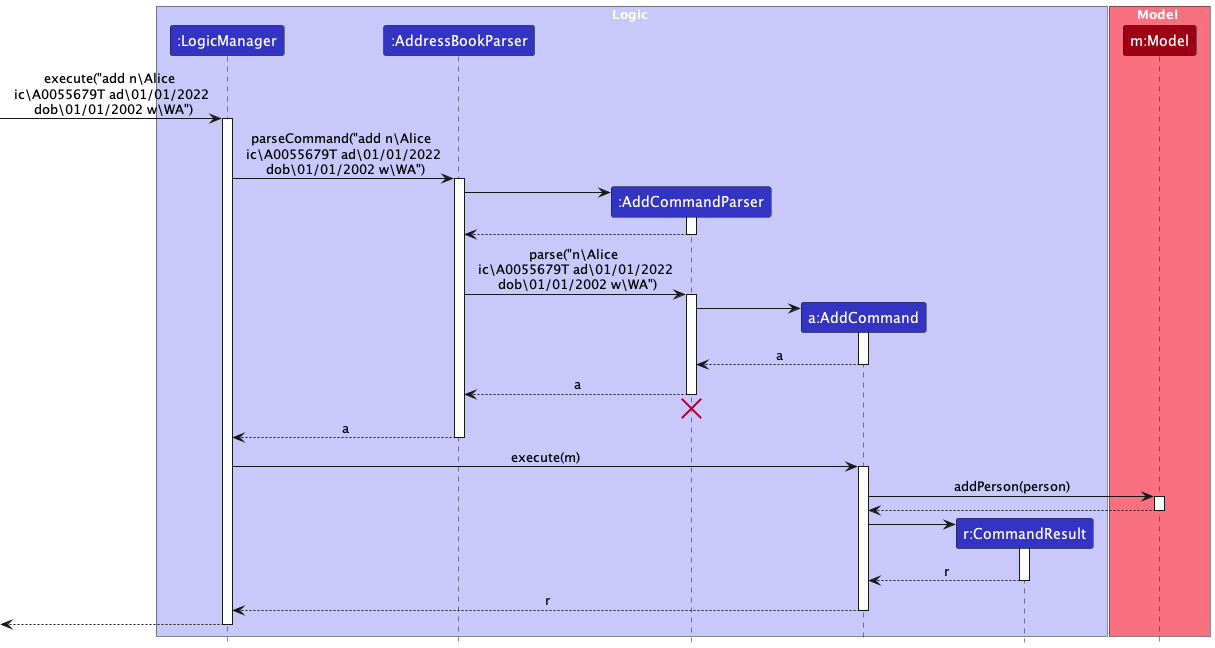 Logic
Model
:LogicManager
:AddressBookParser
m:Model
execute("add n\Alice
ic\A0055679T ad\01/01/2022
dob\01/01/2002 w\WA")
parseCommand("add n\Alice
ic\A0055679T ad\01/01/2022
dob\01/01/2002 w\WA")
:AddCommandParser
parse("n\Alice
ic\A0055679T ad\01/01/2022
dob\01/01/2002 w\WA")
a:AddCommand
a
a
a
execute(m)
addPerson(person)
r:CommandResult
r
r